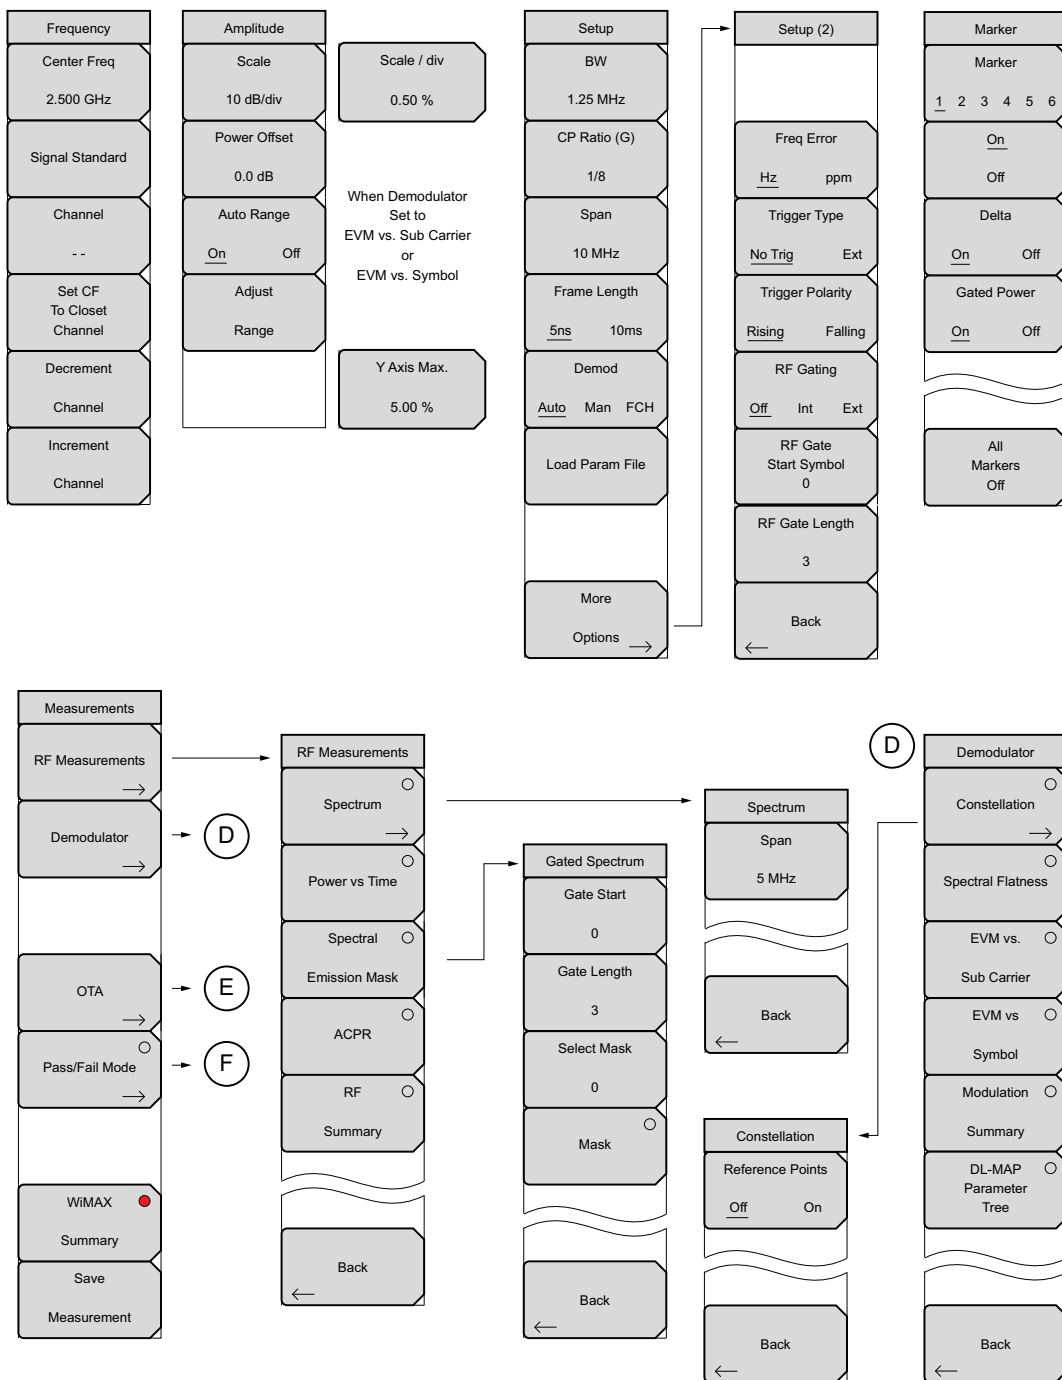 Frequency
Center Freq
2.500 GHz
Signal Standard
Channel
- -
Set CF
To Closet
Channel
Decrement
Channel
Increment
Channel
Amplitude
Scale
10 dB/div
Power Offset
0.0 dB
Auto Range
On Off
Adjust
Range
Scale / div
0.50 %
When Demodulator
Set to
EVM vs. Sub Carrier
or
EVM vs. Symbol
Y Axis Max.
5.00 %
Setup
BW
1.25 MHz
CP Ratio (G)
1/8
Span
10 MHz
Frame Length
5ns 10ms
Demod
Auto Man FCH
Load Param File
More
Options
Setup (2)
Freq Error
Hz ppm
Trigger Type
No Trig Ext
Trigger Polarity
Rising Falling
RF Gating
Off Int Ext
RF Gate
Start Symbol
0
RF Gate Length
3
Back
Marker
Marker
1 2 3 4 5 6
On
Off
Delta
On Off
Gated Power
On Off
All
Markers
Off
Measurements
RF Measurements
Demodulator
D
OTA
E
Pass/Fail Mode
F
WiMAX
Summary
Save
Measurement
RF Measurements
Spectrum
Power vs Time
Spectral
Emission Mask
ACPR
RF
Summary
Back
Gated Spectrum
Gate Start
0
Gate Length
3
Select Mask
0
Mask
Back
Spectrum
Span
5 MHz
Back
Constellation
Reference Points
Off On
Back
D
Demodulator
Constellation
Spectral Flatness
EVM vs.
Sub Carrier
EVM vs
Symbol
Modulation
Summary
DL-MAP
Parameter
Tree
Back